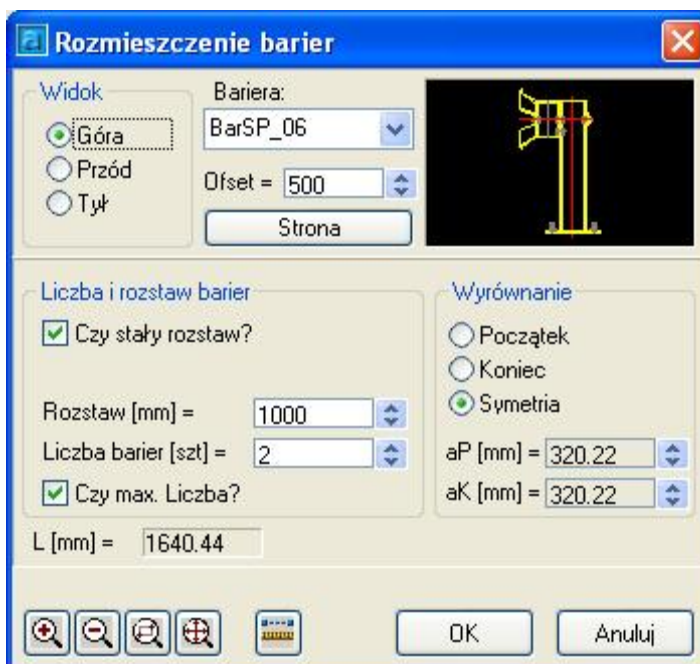 Rozmieszczenie barier
Widok
Góra
Przód
Tył
Bariera:
BarSP_06
Ofset = 500
Strona
Liczba i rozstaw barier
Czy stały rozstaw?
Rozstaw [mm] = 1000
Liczba barier [szt] = 2
Czy max. Liczba?
L [mm] = 1640.44
Wyrównanie
Początek
Koniec
Symetria
aP [mm] = 320.22
aK [mm] = 320.22
OK
Anuluj